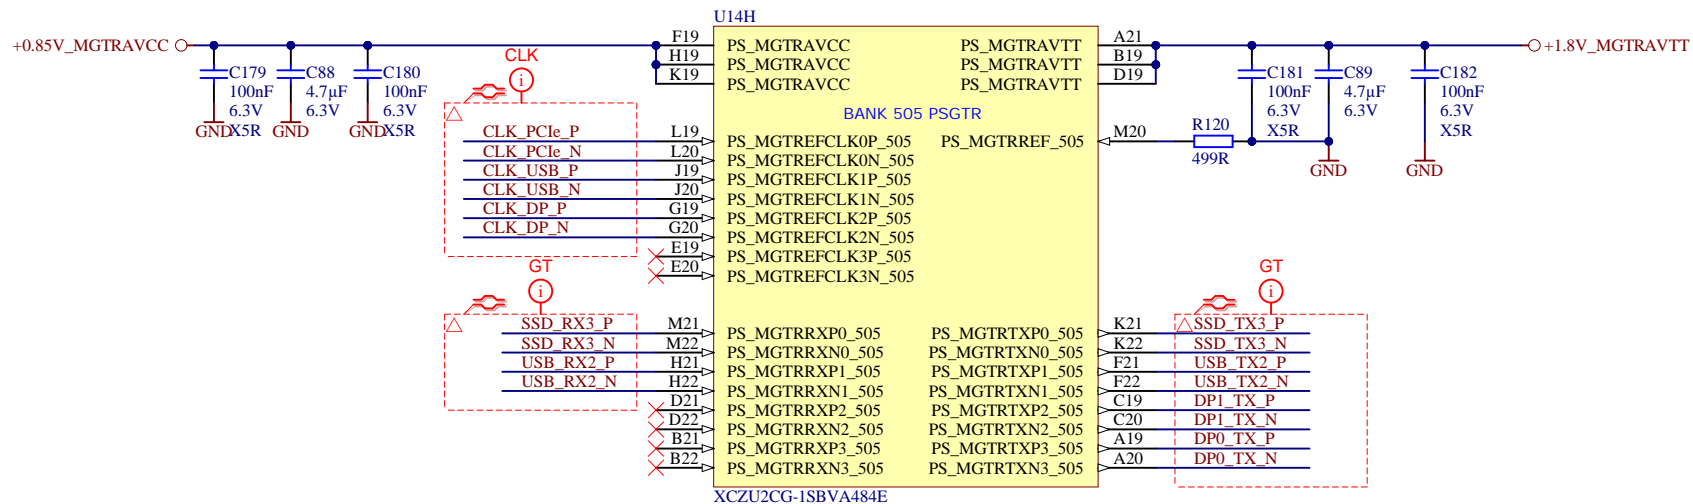 U14H
+0.85V_MGTRAVCC
F19 PS_MGTRAVCC
H19 PS_MGTRAVCC
K19 PS_MGTRAVCC
PS_MGTRAVTT A21
PS_MGTRAVTT B19
PS_MGTRAVTT D19
+1.8V_MGTRAVTT
C179
100nF
6.3V
X5R
GND
C88
4.7µF
6.3V
GND
C180
100nF
6.3V
X5R
GND
C181
100nF
6.3V
X5R
C89
4.7µF
6.3V
GND
C182
100nF
6.3V
X5R
GND
BANK 505 PSGTR
PS_MGTRREF_505 M20
R120
499R
CLK
i
CLK_PCIe_P L19 PS_MGTREFCLK0P_505
CLK_PCIe_N L20 PS_MGTREFCLK0N_505
CLK_USB_P J19 PS_MGTREFCLK1P_505
CLK_USB_N J20 PS_MGTREFCLK1N_505
CLK_DP_P G19 PS_MGTREFCLK2P_505
CLK_DP_N G20 PS_MGTREFCLK2N_505
E19 PS_MGTREFCLK3P_505
E20 PS_MGTREFCLK3N_505
GT
i
SSD_RX3_P M21 PS_MGTRRXP0_505
SSD_RX3_N M22 PS_MGTRRXN0_505
USB_RX2_P H21 PS_MGTRRXP1_505
USB_RX2_N H22 PS_MGTRRXN1_505
D21 PS_MGTRRXP2_505
D22 PS_MGTRRXN2_505
B21 PS_MGTRRXP3_505
B22 PS_MGTRRXN3_505
GT
i
PS_MGTRTXP0_505 K21 SSD_TX3_P
PS_MGTRTXN0_505 K22 SSD_TX3_N
PS_MGTRTXP1_505 F21 USB_TX2_P
PS_MGTRTXN1_505 F22 USB_TX2_N
PS_MGTRTXP2_505 C19 DP1_TX_P
PS_MGTRTXN2_505 C20 DP1_TX_N
PS_MGTRTXP3_505 A19 DP0_TX_P
PS_MGTRTXN3_505 A20 DP0_TX_N
XCZU2CG-1SBVA484E